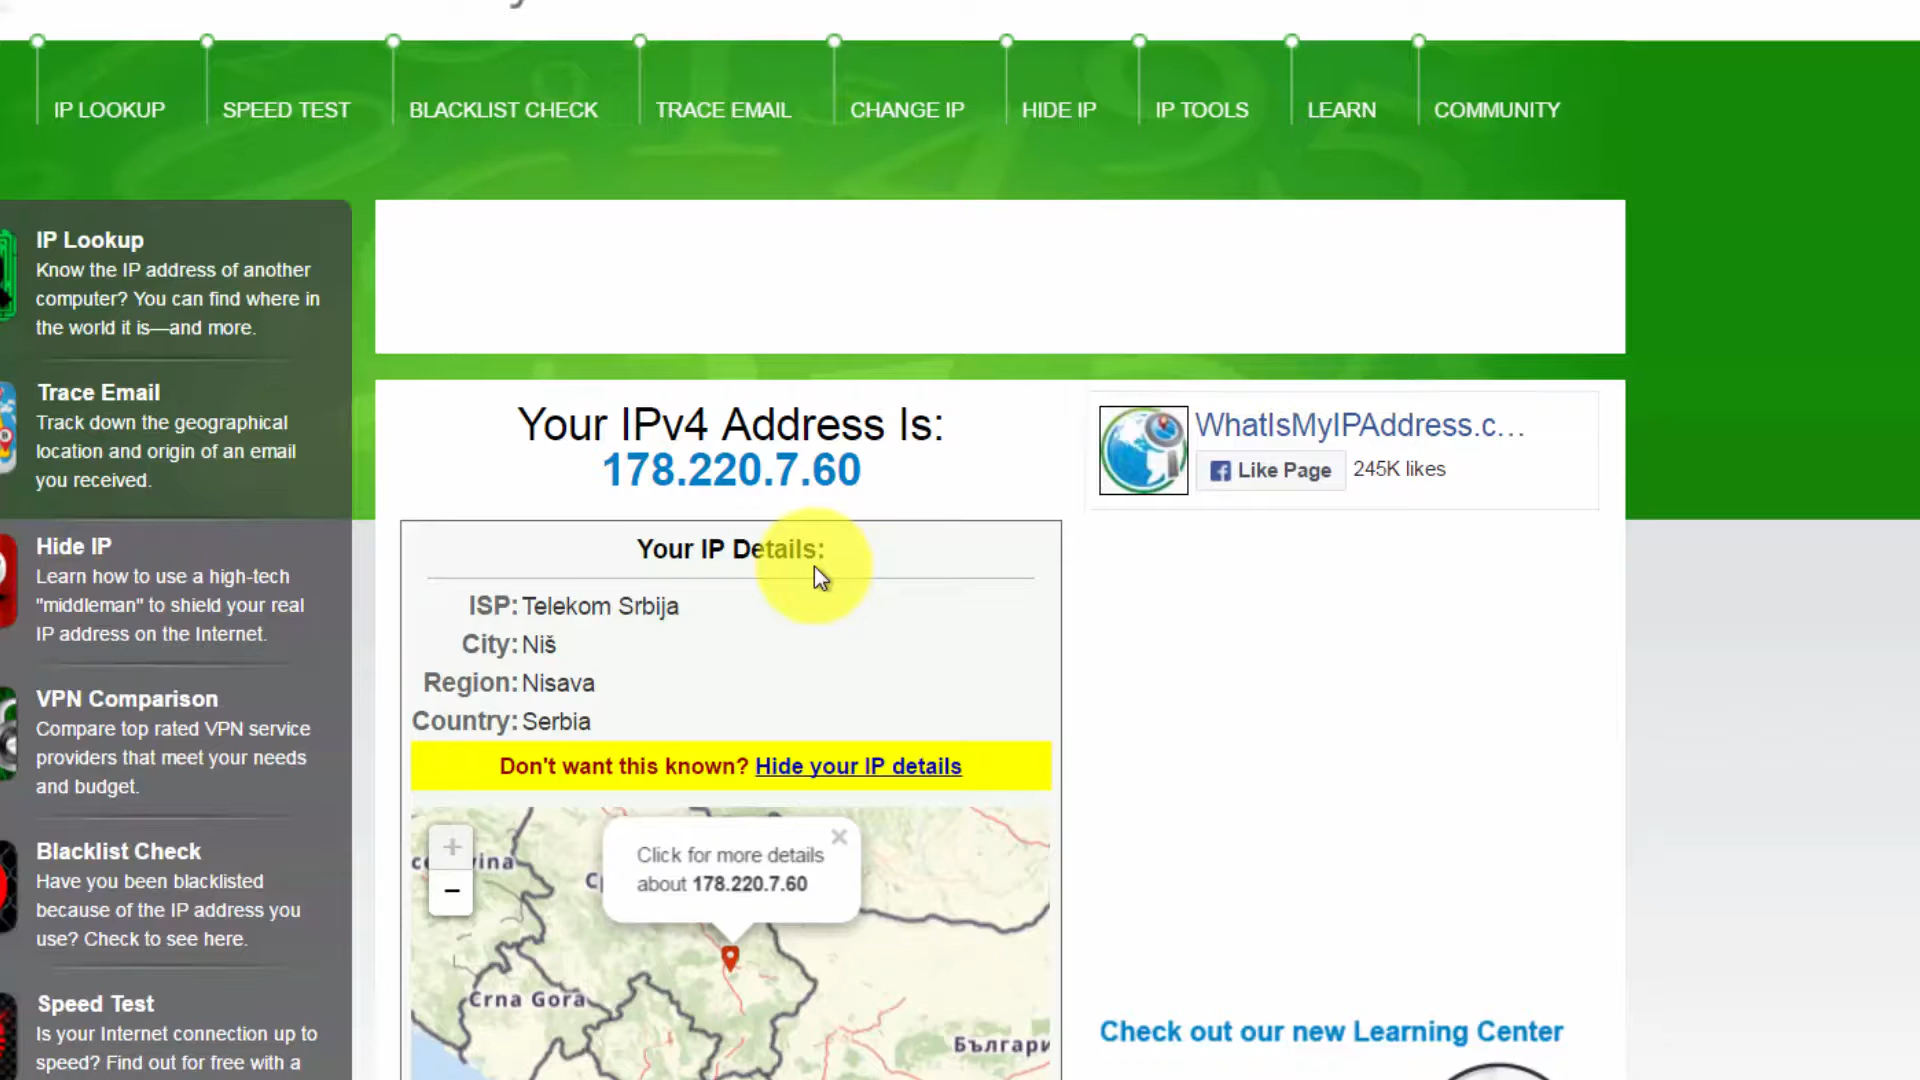 IP LOOKUP
SPEED TEST
BLACKLIST CHECK
TRACE EMAIL
CHANGE IP
HIDE IP
IP TOOLS
LEARN
COMMUNITY
IP Lookup
Know the IP address of another
computer? You can find where in
the world it is—and more.
Trace Email
Track down the geographical
location and origin of an email
you received.
Hide IP
Learn how to use a high-tech
"middleman" to shield your real
IP address on the Internet.
VPN Comparison
Compare top rated VPN service
providers that meet your needs
and budget.
Blacklist Check
Have you been blacklisted
because of the IP address you
use? Check to see here.
Speed Test
Is your Internet connection up to
speed? Find out for free with a
Your IPv4 Address Is:
178.220.7.60
Your IP Details:
ISP: Telekom Srbija
City: Niš
Region: Nisava
Country: Serbia
Don't want this known? Hide your IP details
+
−
Click for more details
about 178.220.7.60
×
Crna Gora
Българи
WhatIsMyIPAddress.c...
Like Page
245K likes
Check out our new Learning Center